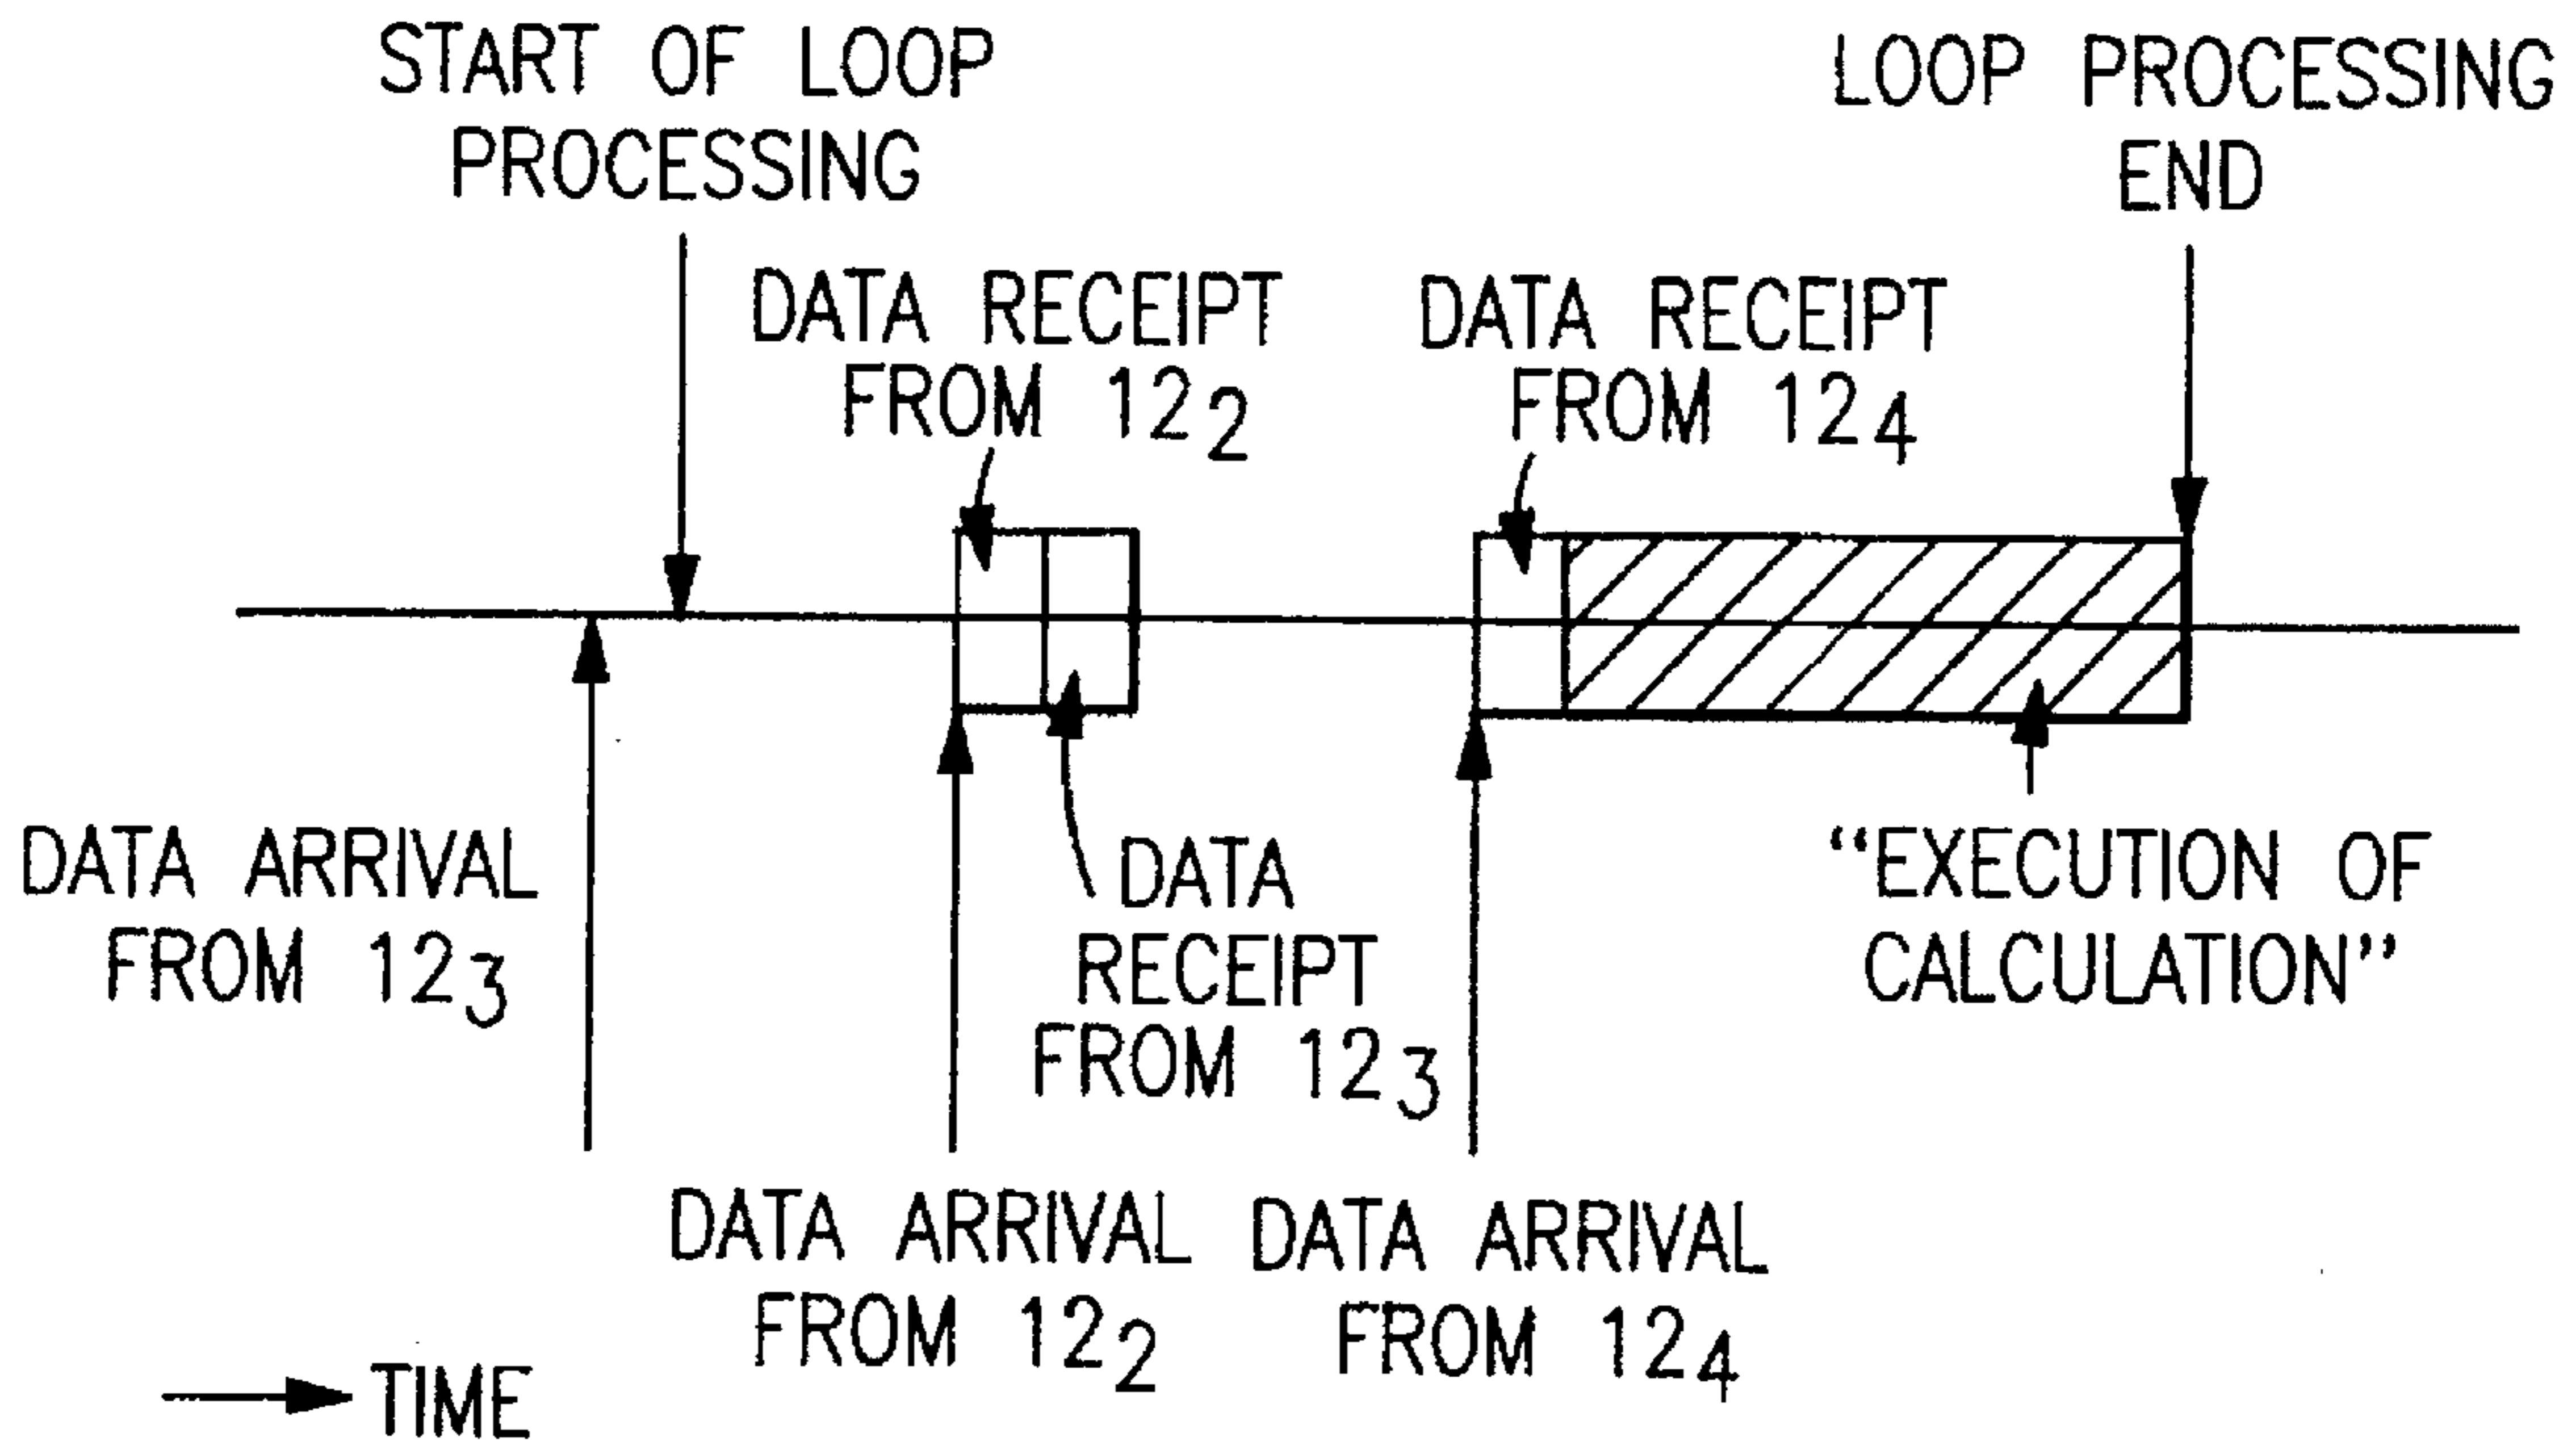 START OF LOOP
PROCESSING
LOOP PROCESSING
END
DATA RECEIPT
FROM 12₂
DATA RECEIPT
FROM 12₄
DATA ARRIVAL
FROM 12₃
DATA
RECEIPT
FROM 12₃
“EXECUTION OF
CALCULATION”
DATA ARRIVAL
FROM 12₂
DATA ARRIVAL
FROM 12₄
TIME